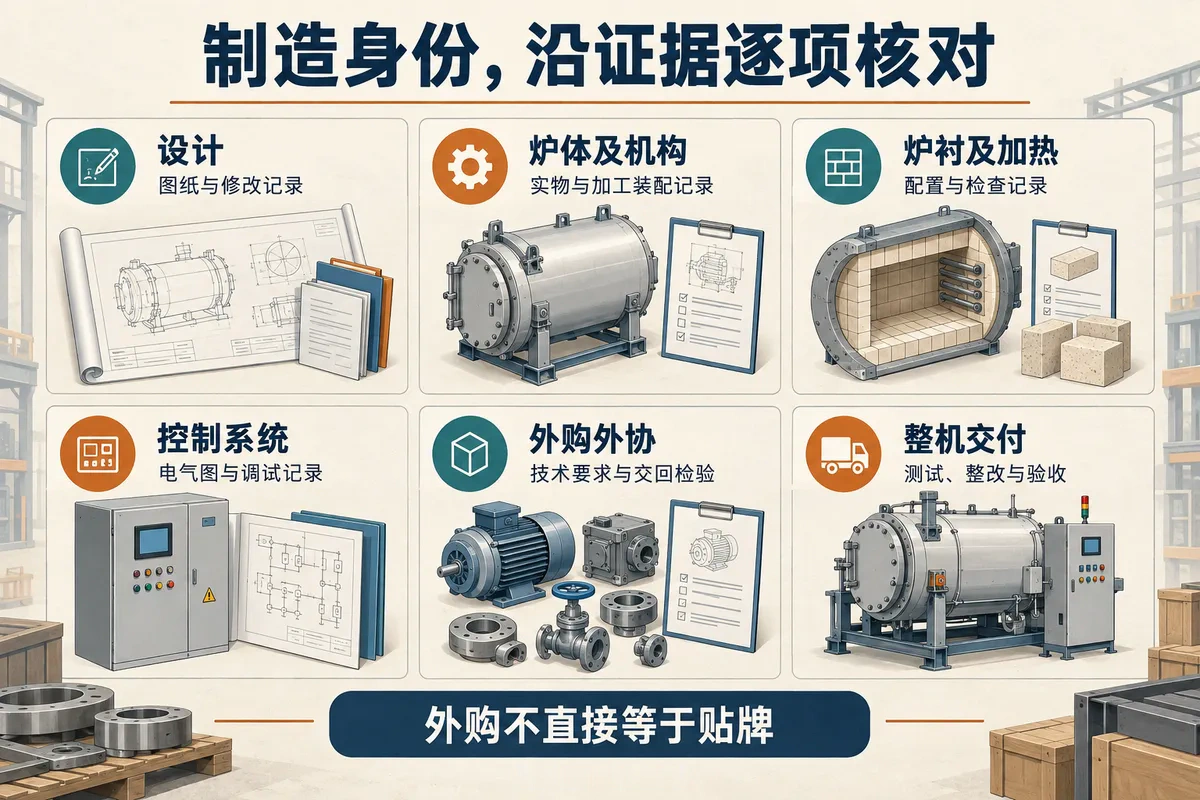 制造身份，沿证据逐项核对
设计
图纸与修改记录
炉体及机构
实物与加工装配记录
炉衬及加热
配置与检查记录
控制系统
电气图与调试记录
外购外协
技术要求与交回检验
整机交付
测试、整改与验收
外购不直接等于贴牌